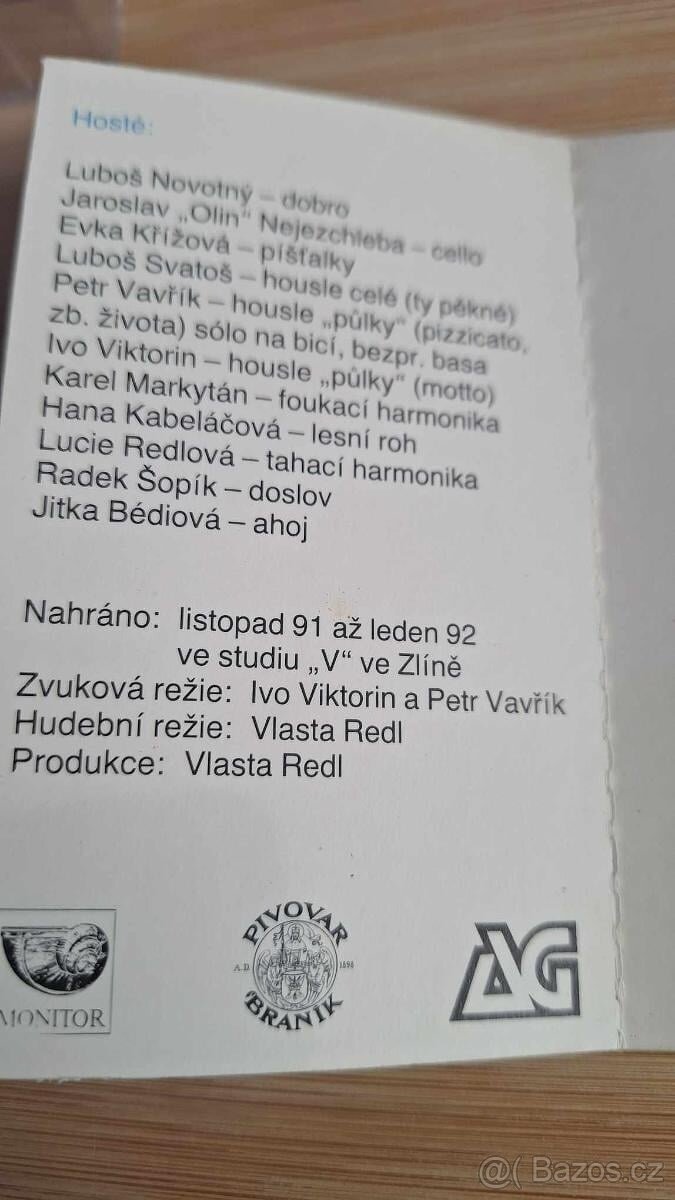 Hosté:
Luboš Novotný – dobro
Jaroslav „Olin“ Nejezchleba – cello
Evka Křížová – píšťalky
Luboš Svatoš – housle celé (ty pékné)
Petr Vavřík – housle „půlky“ (pizzicato,
zb. života) sólo na bicí, bezpr. basa
Ivo Viktorin – housle „půlky“ (motto)
Karel Markytán – foukací harmonika
Hana Kabeláčová – lesní roh
Lucie Redlová – tahací harmonika
Radek Šopík – doslov
Jitka Bédiová – ahoj
Nahráno: listopad 91 až leden 92
ve studiu „V“ ve Zlíně
Zvuková režie: Ivo Viktorin a Petr Vavřík
Hudební režie: Vlasta Redl
Produkce: Vlasta Redl
MONITOR
PIVOVAR
A.D. 1898
BRANÍK
AG
@( Bazos.cz